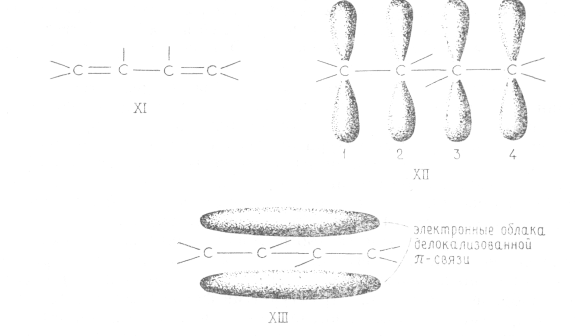 C = C — C = C
C — C — C — C
XI
1 2 3 4
XII
электронные облака
делокализованной
π-связи
C — C — C — C
XIII